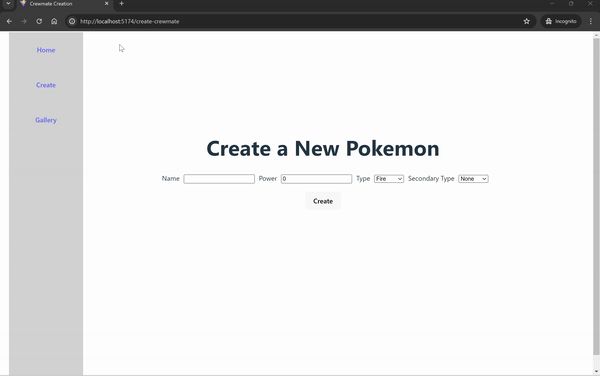 Crewmate Creation
http://localhost:5174/create-crewmate
Incognito
Home
Create
Gallery
Create a New Pokemon
Name Power 0 Type Fire Secondary Type None
Create